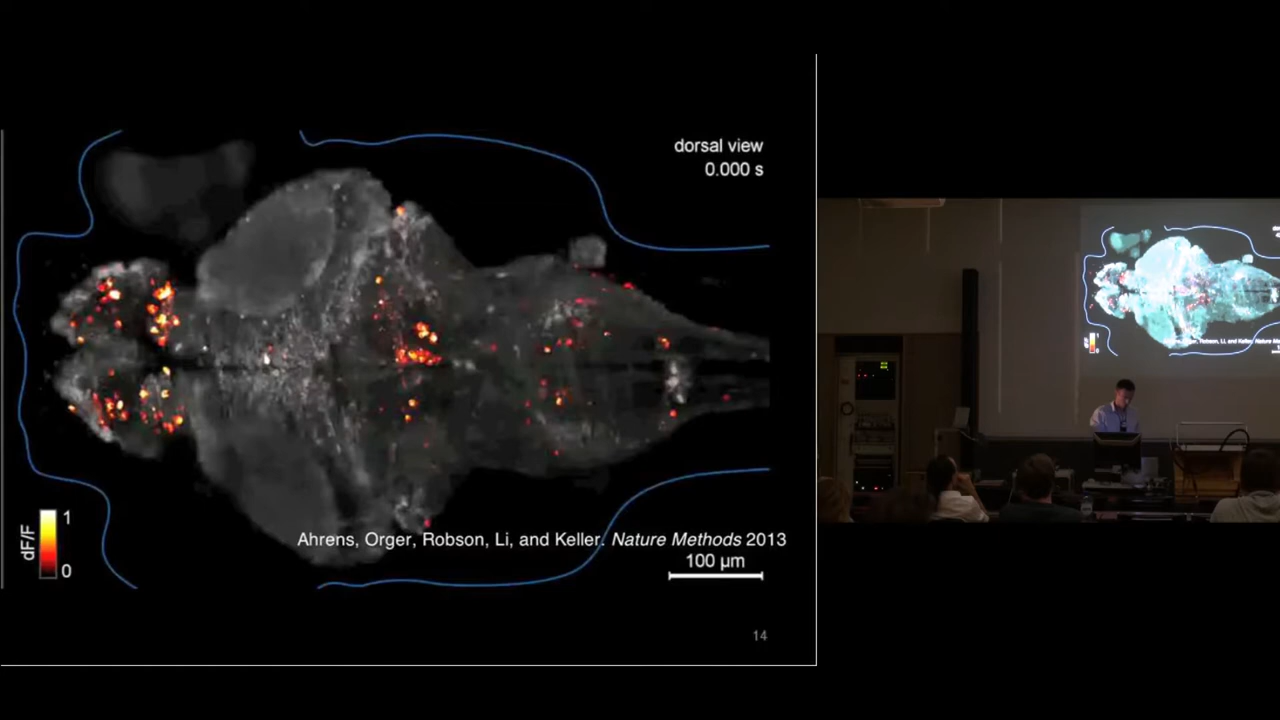 dorsal view
0.000 s
dF/F
1
0
Ahrens, Orger, Robson, Li, and Keller. Nature Methods 2013
100 µm
14